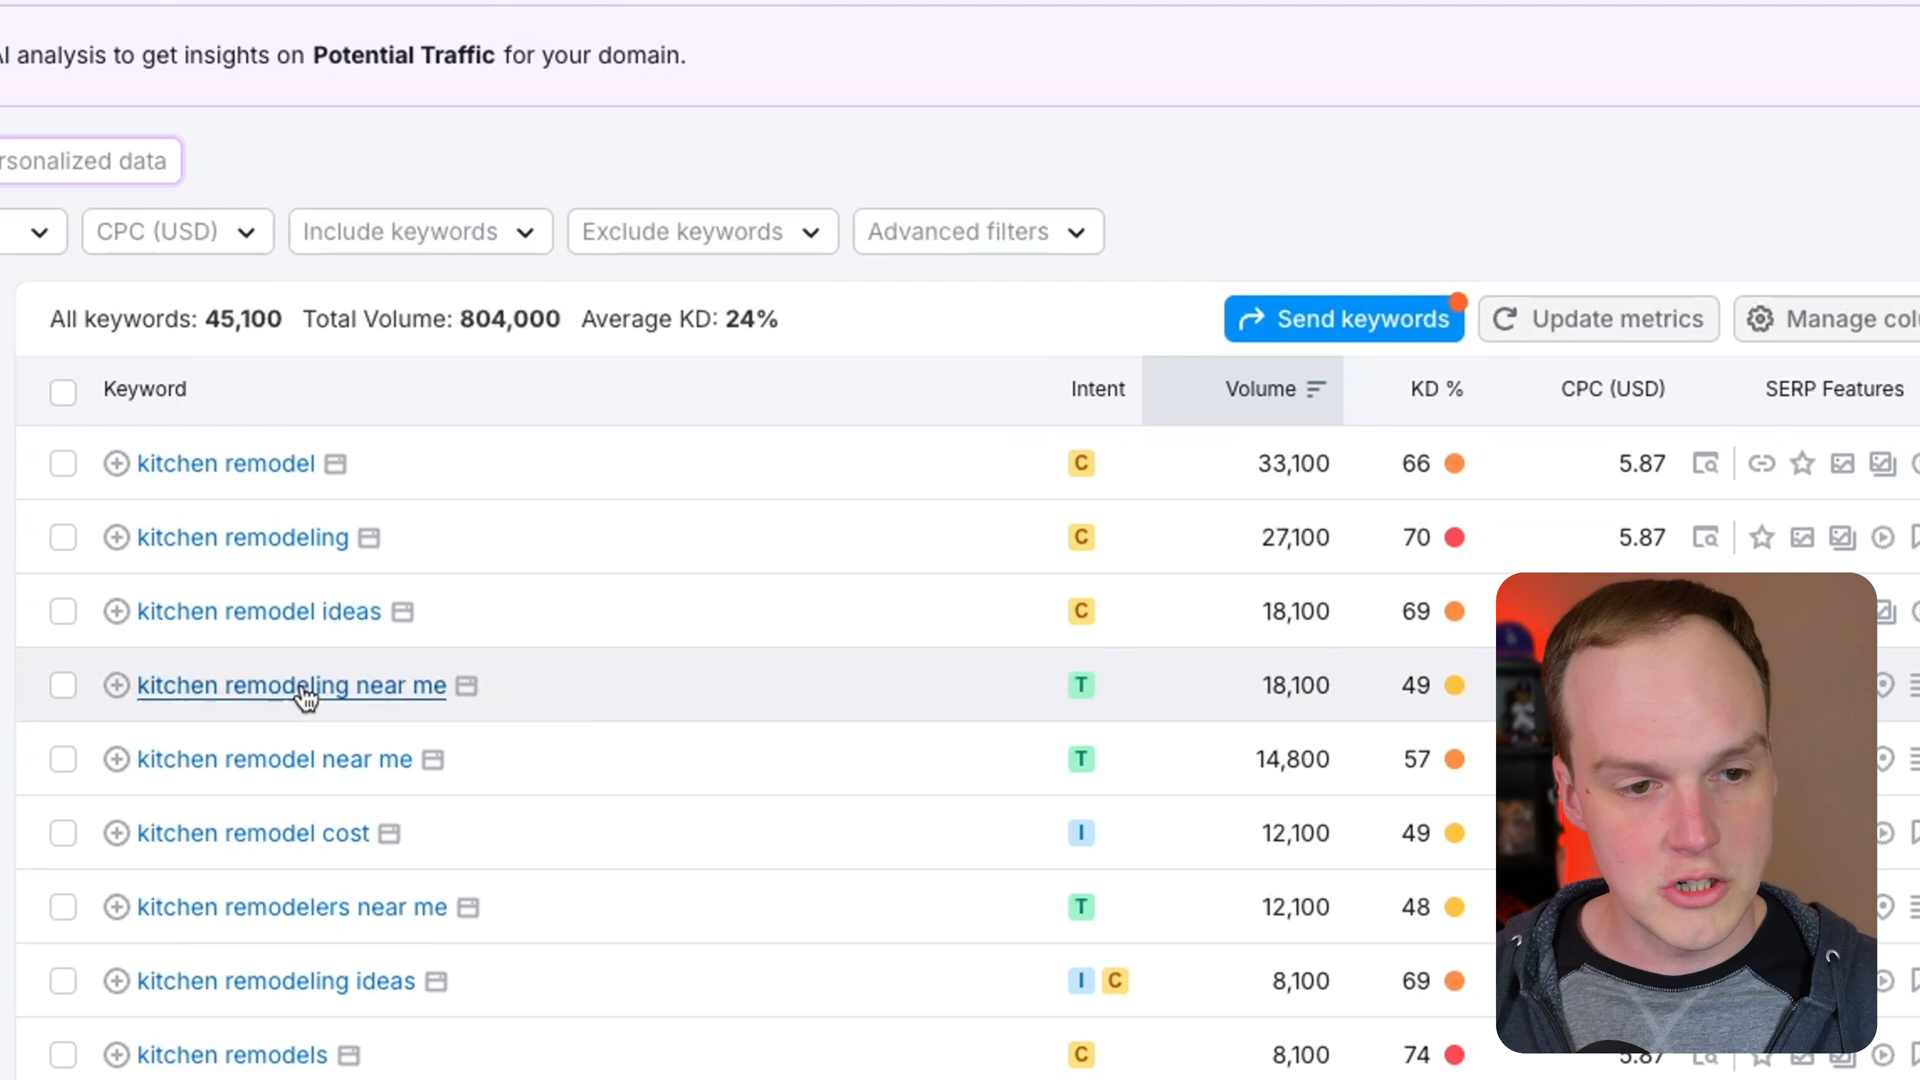 AI analysis to get insights on Potential Traffic for your domain.
rsonalized data
CPC (USD) Include keywords Exclude keywords Advanced filters
All keywords: 45,100 Total Volume: 804,000 Average KD: 24% Send keywords Update metrics Manage colu
Keyword Intent Volume KD % CPC (USD) SERP Features
kitchen remodel C 33,100 66 5.87
kitchen remodeling C 27,100 70 5.87
kitchen remodel ideas C 18,100 69
kitchen remodeling near me T 18,100 49
kitchen remodel near me T 14,800 57
kitchen remodel cost I 12,100 49
kitchen remodelers near me T 12,100 48
kitchen remodeling ideas I C 8,100 69
kitchen remodels C 8,100 74 5.87